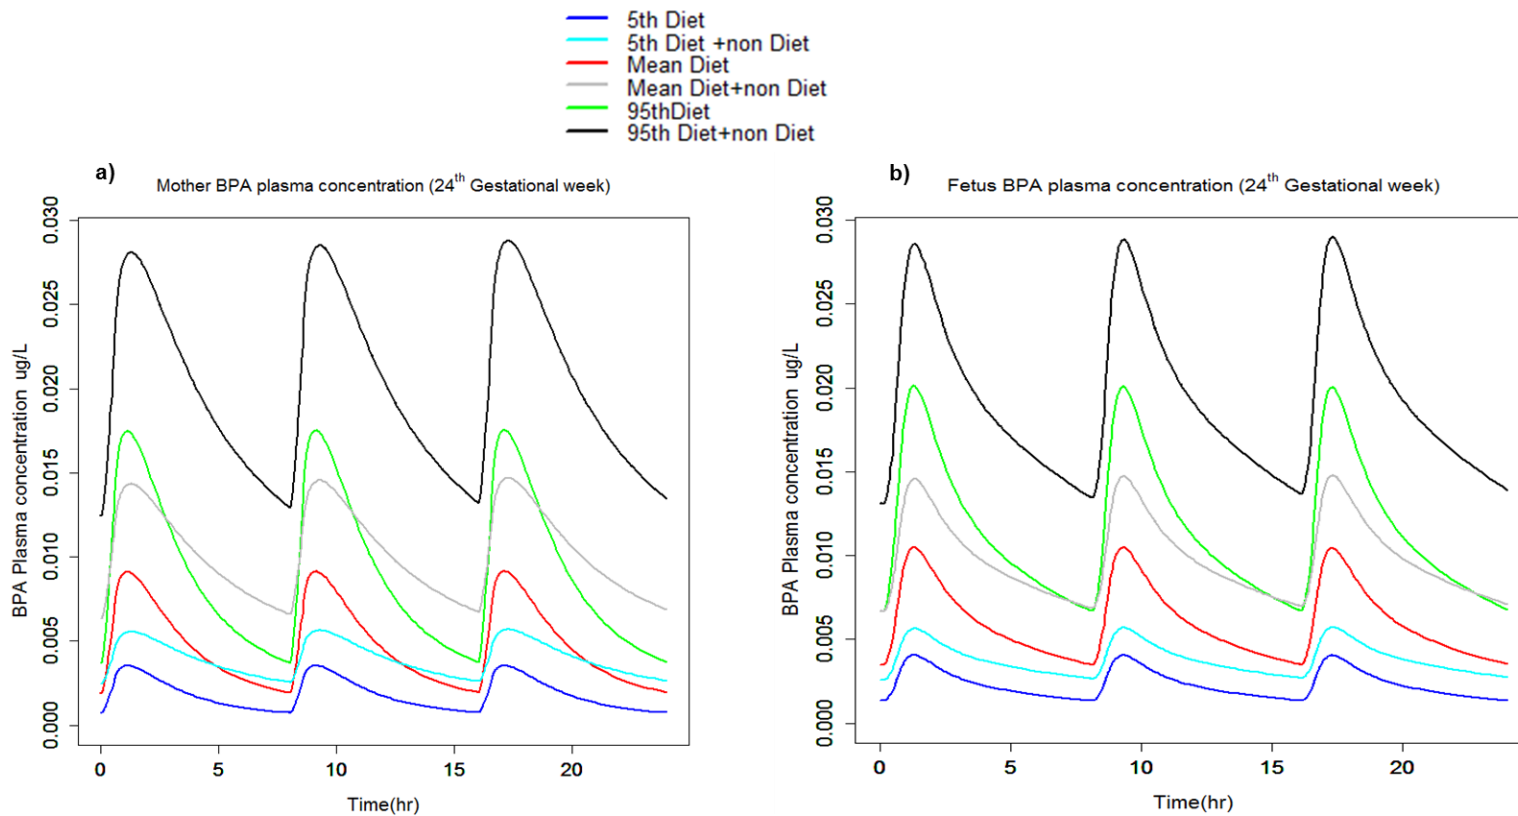 5th Diet
5th Diet +non Diet
Mean Diet
Mean Diet+non Diet
95thDiet
95th Diet+non Diet
a)
Mother BPA plasma concentration (24th Gestational week)
BPA Plasma concentration ug/L
0.030
0.025
0.020
0.015
0.010
0.005
0.000
0
5
10
15
20
Time(hr)
b)
Fetus BPA plasma concentration (24th Gestational week)
BPA Plasma concentration ug/L
0.030
0.025
0.020
0.015
0.010
0.005
0.000
0
5
10
15
20
Time(hr)